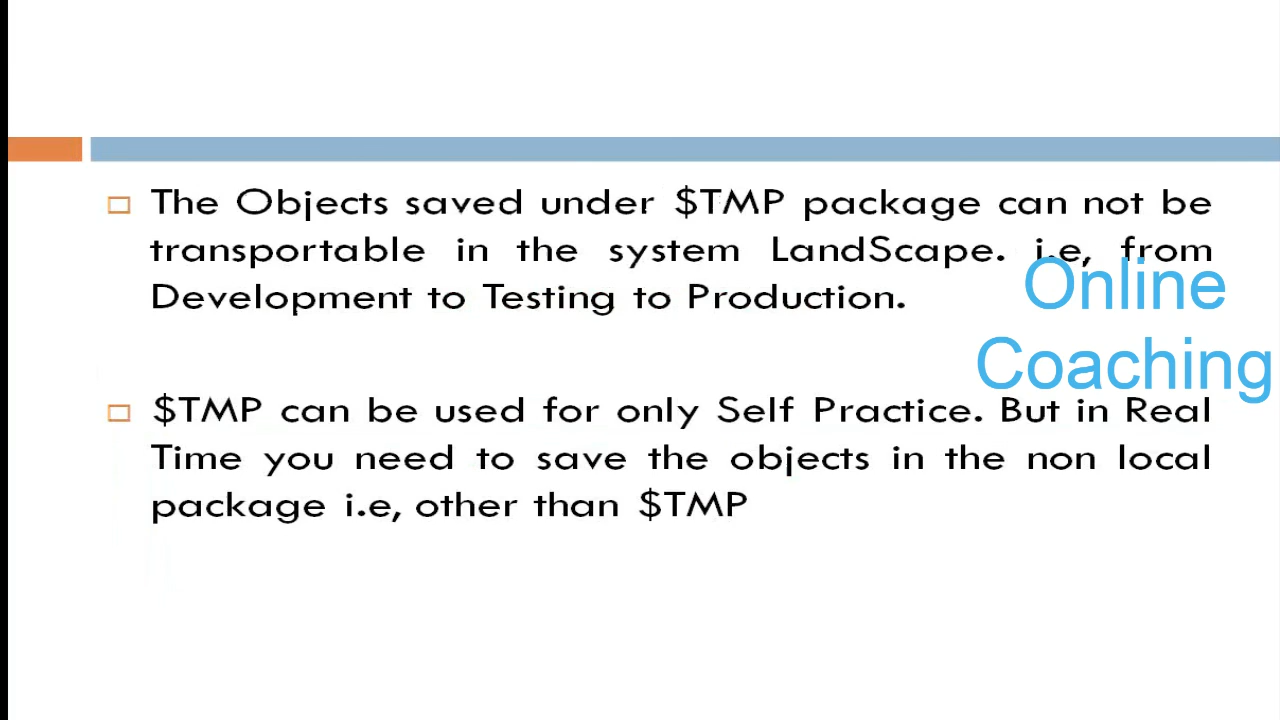 The Objects saved under $TMP package can not be
transportable in the system LandScape. i.e, from
Development to Testing to Production.
Online
Coaching
$TMP can be used for only Self Practice. But in Real
Time you need to save the objects in the non local
package i.e, other than $TMP